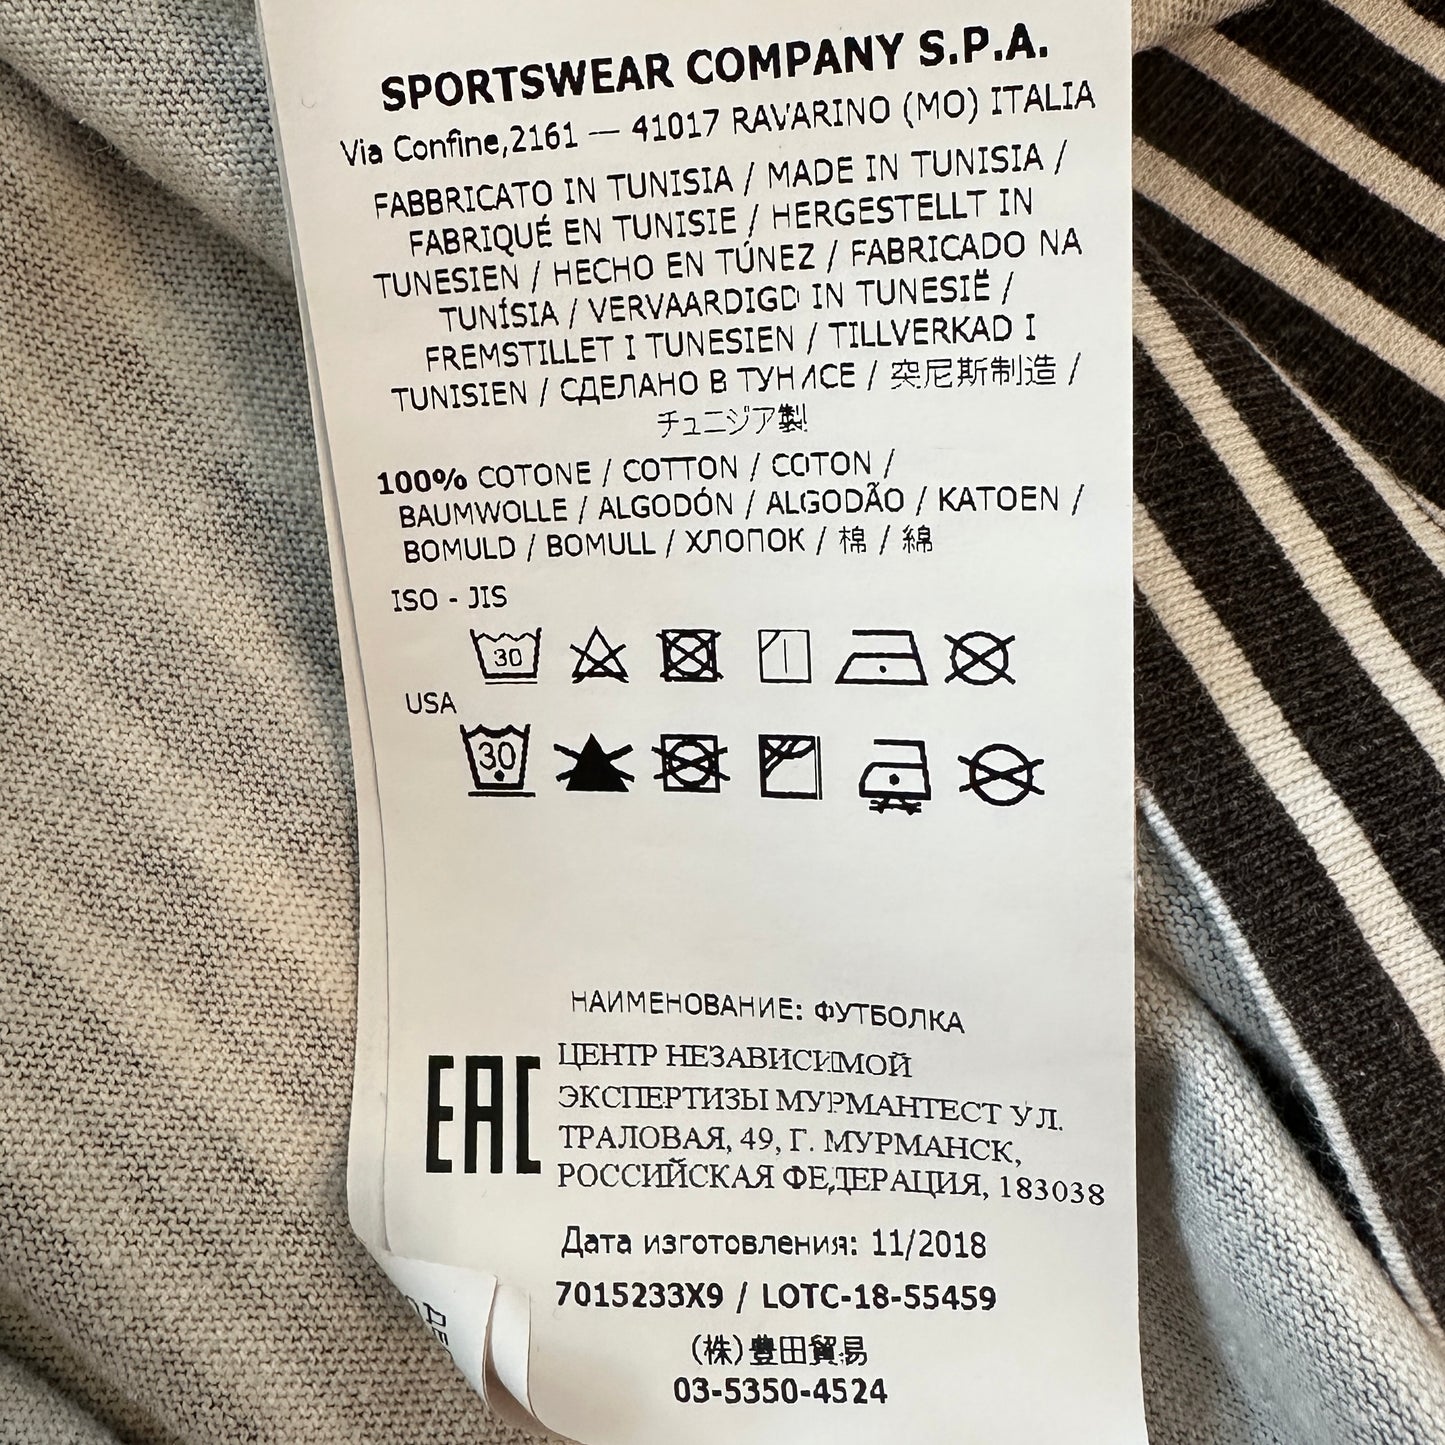 SPORTSWEAR COMPANY S.P.A.
Via Confine,2161 — 41017 RAVARINO (MO) ITALIA
FABBRICATO IN TUNISIA / MADE IN TUNISIA /
FABRIQUÉ EN TUNISIE / HERGESTELLT IN
TUNESIEN / HECHO EN TÚNEZ / FABRICADO NA
TUNÍSIA / VERVAARDIGD IN TUNESIË /
FREMSTILLET I TUNESIEN / TILLVERKAD I
TUNISIEN / СДЕЛАНО В ТУНИСЕ / 突尼斯制造 /
チュニジア製
100% COTONE / COTTON / COTON /
BAUMWOLLE / ALGODÓN / ALGODÃO / KATOEN /
BOMULD / BOMULL / ХЛОПОК / 棉 / 綿
ISO - JIS
30
USA
30
НАИМЕНОВАНИЕ: ФУТБОЛКА
EAC
ЦЕНТР НЕЗАВИСИМОЙ
ЭКСПЕРТИЗЫ МУРМАНТЕСТ УЛ.
ТРАЛОВАЯ, 49, Г. МУРМАНСК,
РОССИЙСКАЯ ФЕДЕРАЦИЯ, 183038
Дата изготовления: 11/2018
7015233X9 / LOTC-18-55459
(株)豊田貿易
03-5350-4524